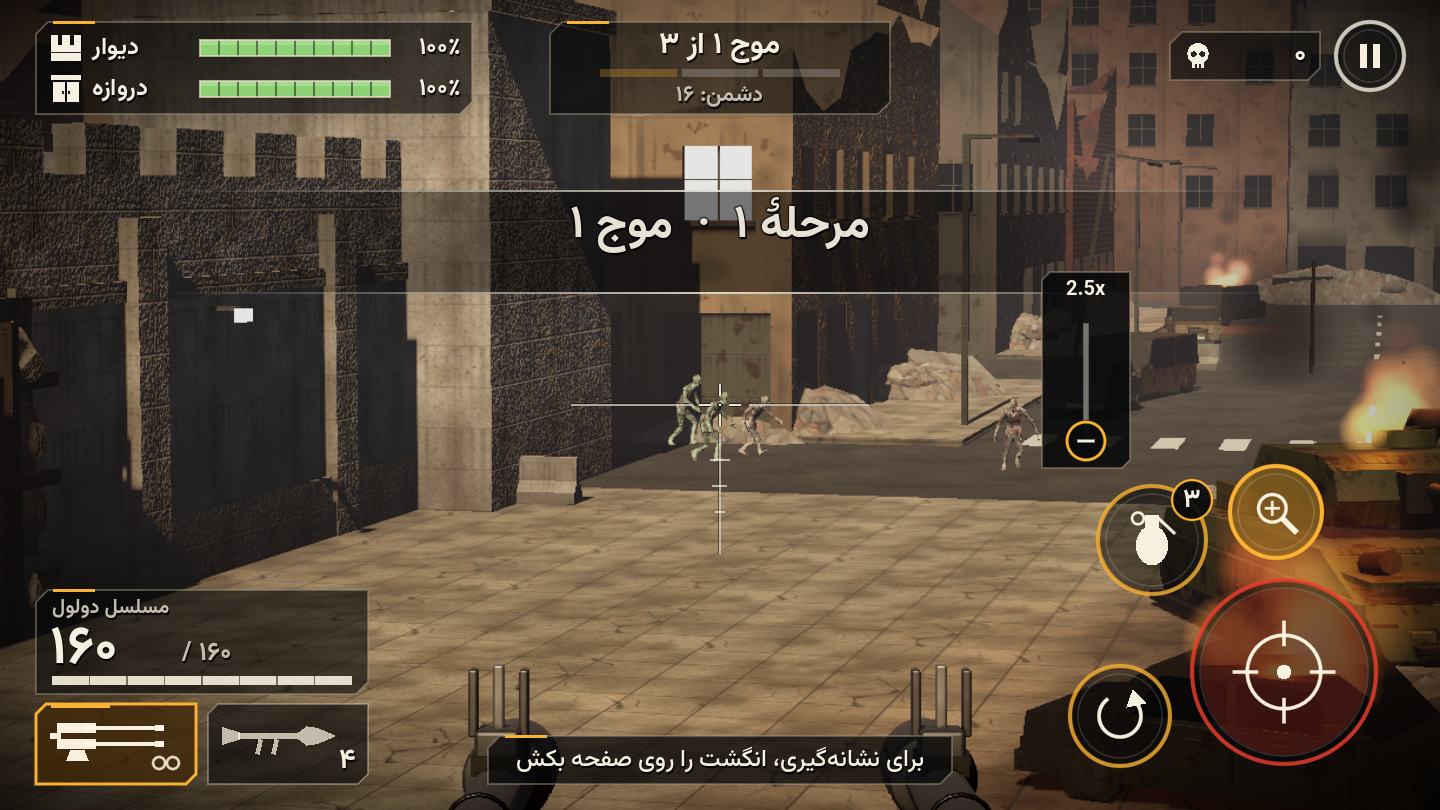 دیوار ۱۰۰٪
دروازه ۱۰۰٪
موج ۱ از ۳
دشمن: ۱۶
۰
مرحلهٔ ۱ · موج ۱
2.5x
۳
مسلسل دولول
۱۶۰ / ۱۶۰
∞
۴
برای نشانه‌گیری، انگشت را روی صفحه بکش